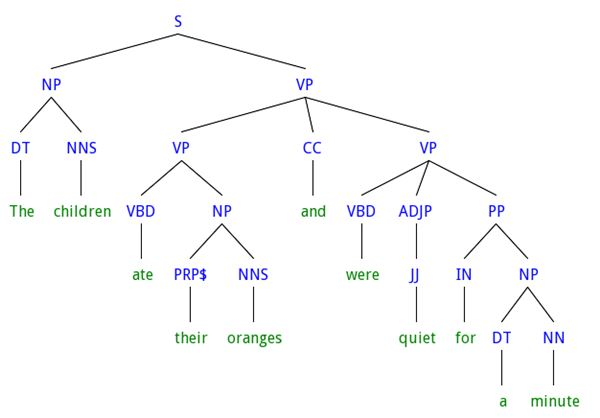 S
NP VP
DT NNS VP CC VP
The children VBD NP and VBD ADJP PP
ate PRP$ NNS were JJ IN NP
their oranges quiet for DT NN
a minute